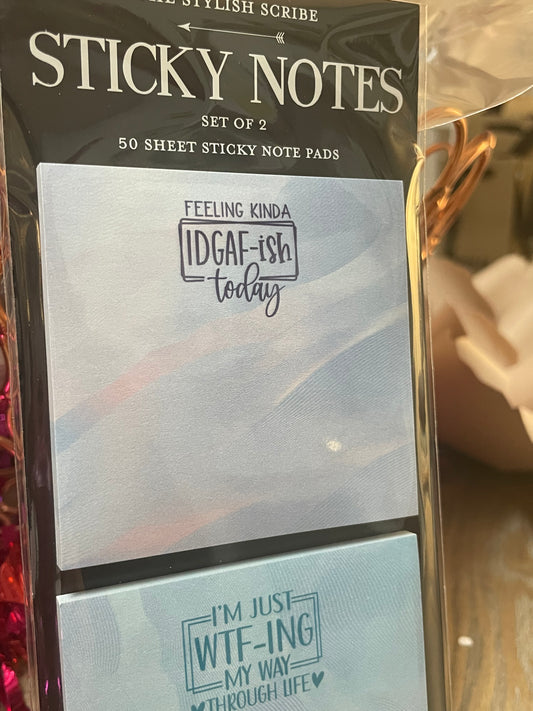 STYLISH SCRIBE
STICKY NOTES
SET OF 2
50 SHEET STICKY NOTE PADS
FEELING KINDA
IDGAF-ish
today
I'M JUST
WTF-ING
MY WAY
THROUGH LIFE